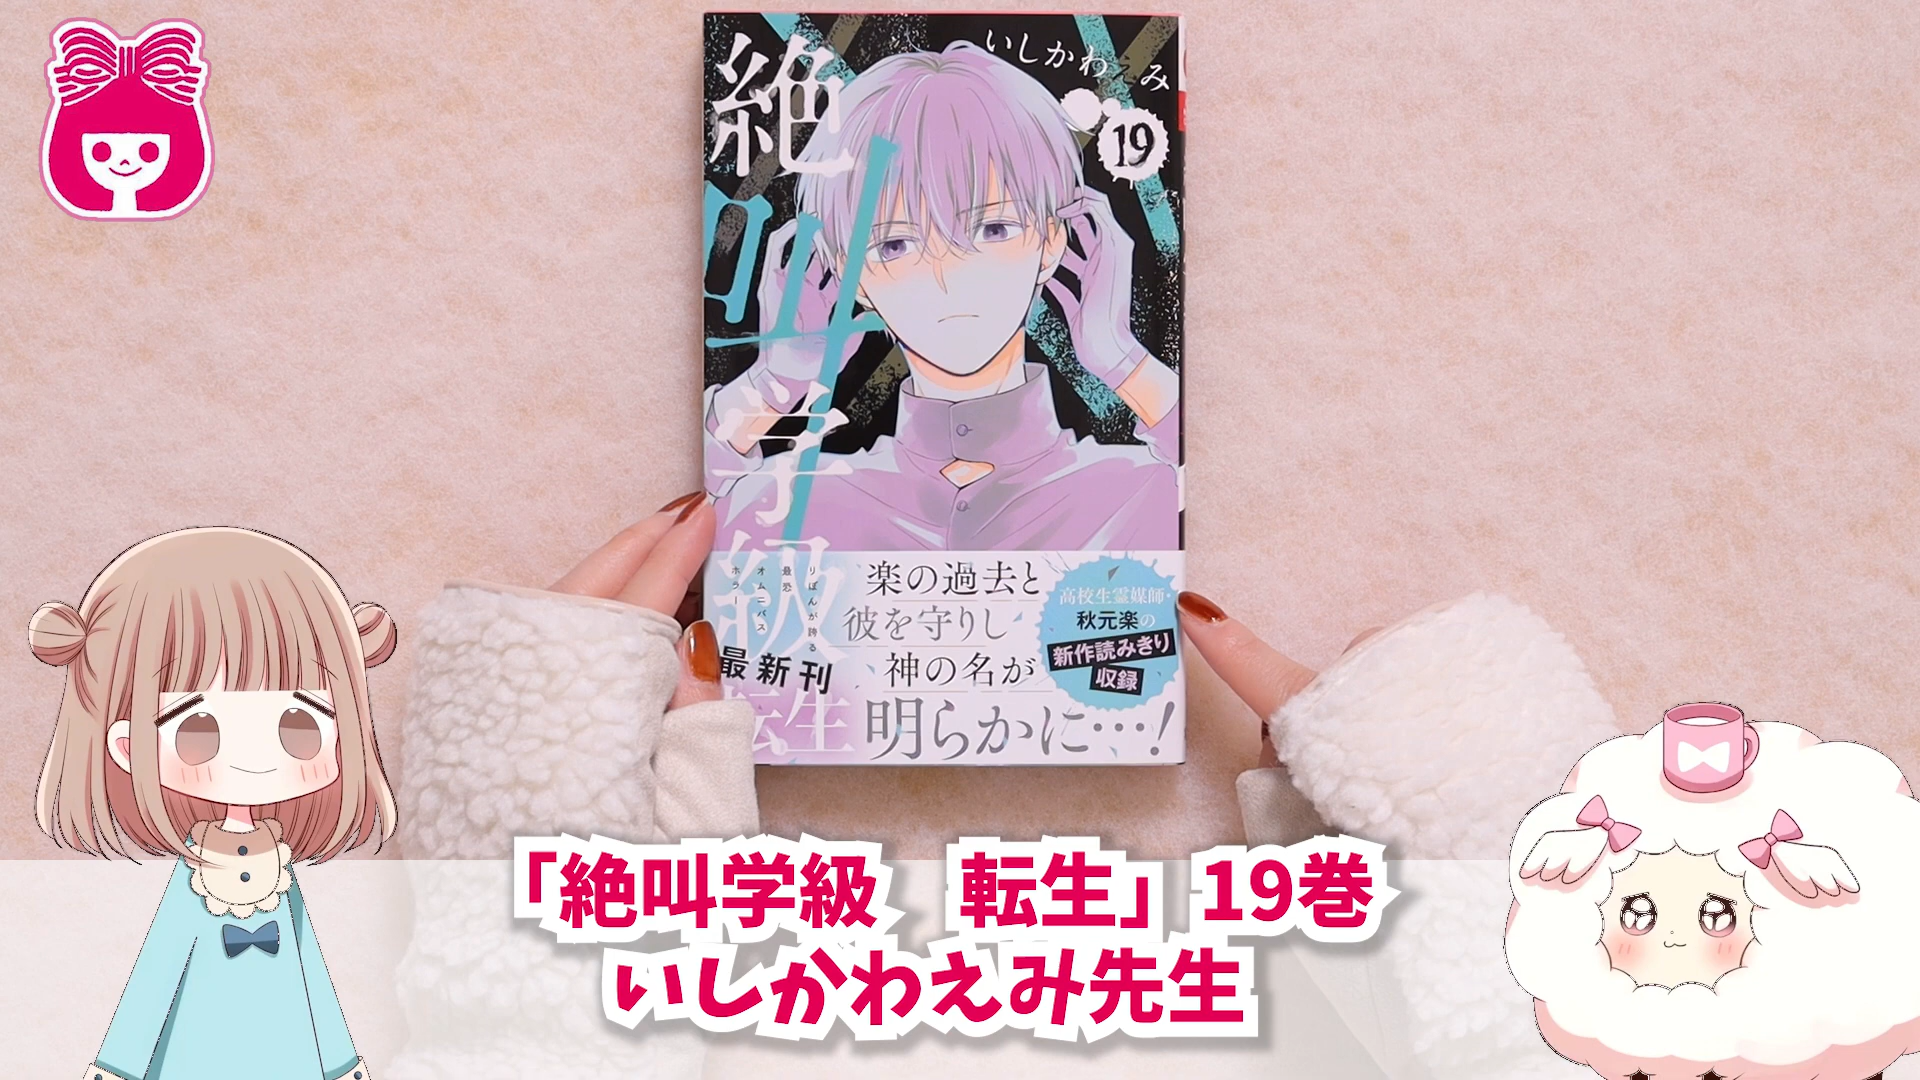 絶叫学級
転生
いしかわえみ
19
りぼんが誇る
最恐
オムニバス
ホラー
最新刊
楽の過去と
彼を守りし
神の名が
明らかに…!
高校生霊媒師・
秋元楽の
新作読みきり
収録
「絶叫学級 転生」19巻
いしかわえみ先生